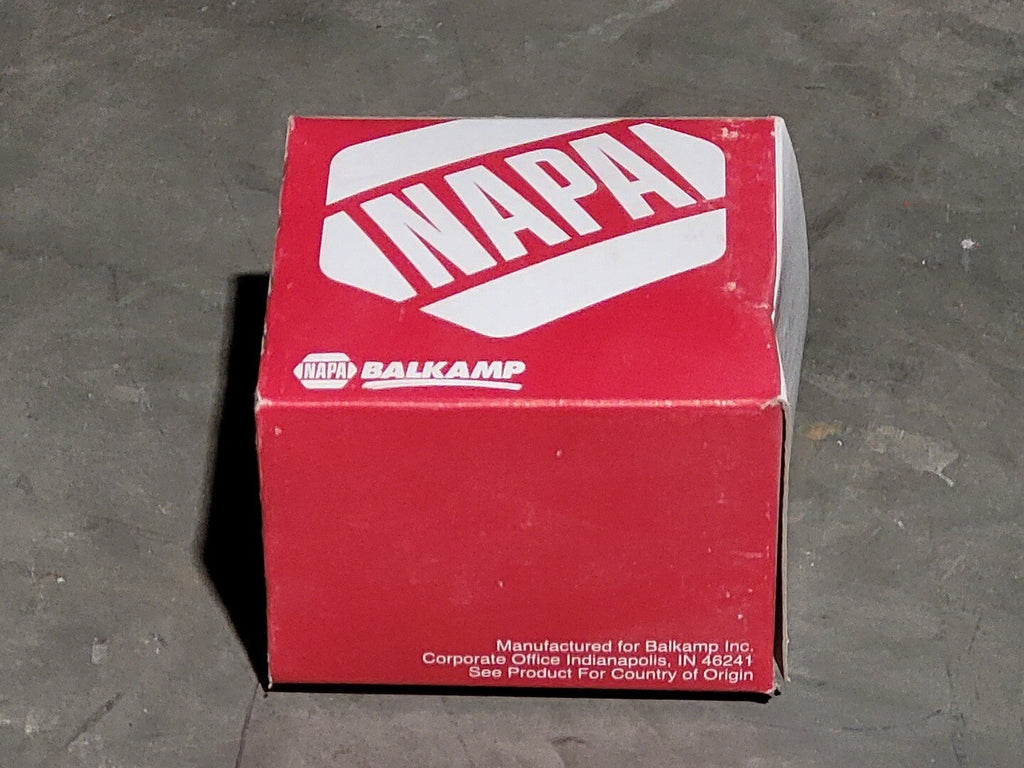 NAPA
NAPA BALKAMP
Manufactured for Balkamp Inc.
Corporate Office Indianapolis, IN 46241
See Product For Country of Origin